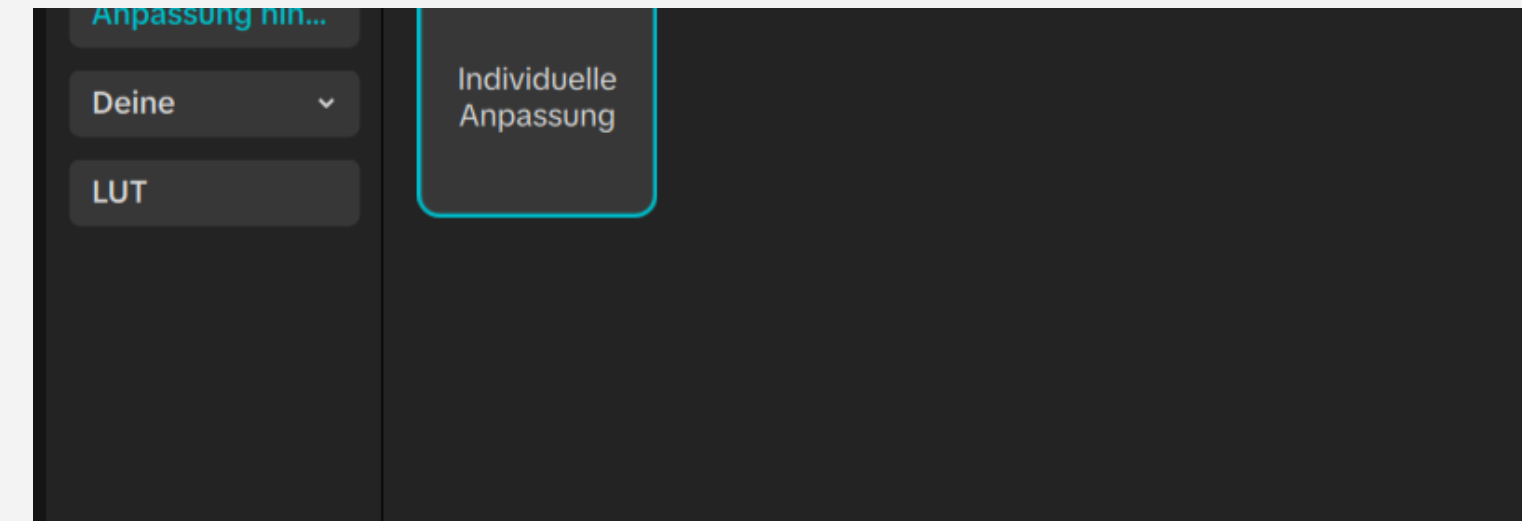 Anpassung hin...
Deine
LUT
Individuelle
Anpassung